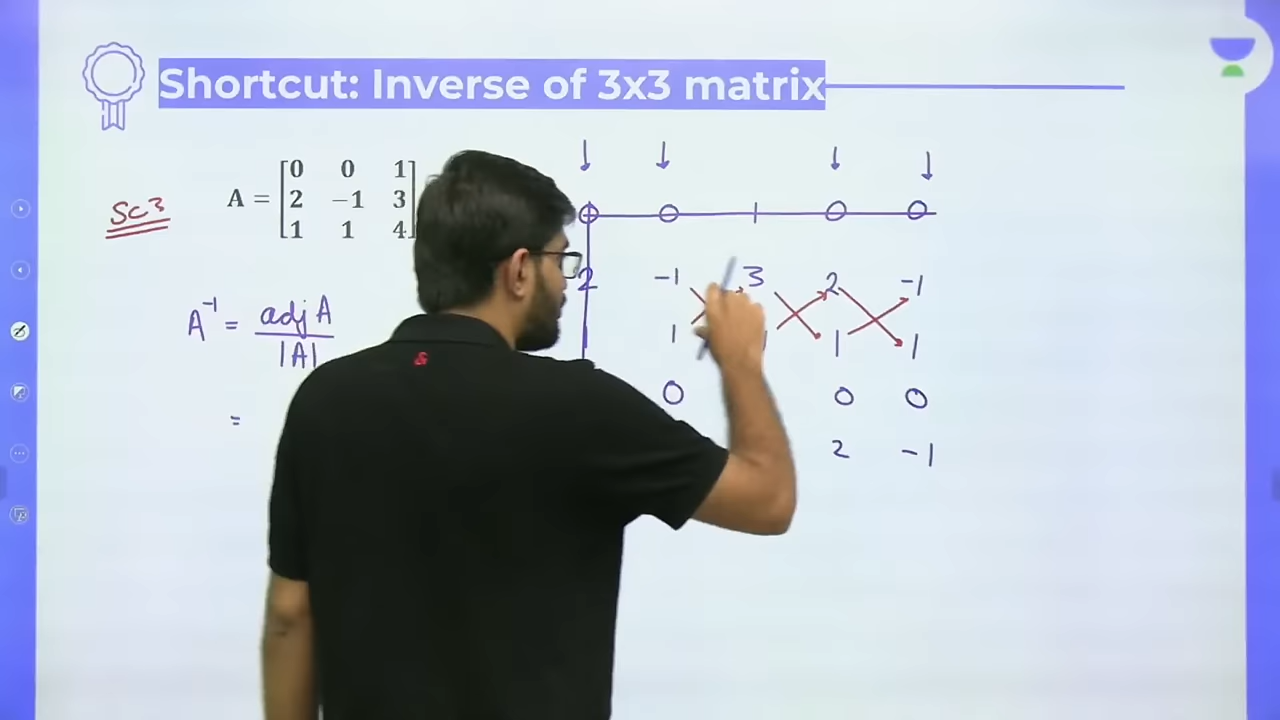 Shortcut: Inverse of 3x3 matrix
SC3
A = [0 0 1
2 −1 3
1 1 4]
A⁻¹ = adj A
|A|
=
0 0 1 0 0
2 -1 3 2 -1
1 1 1 1
0 0 0
2 -1